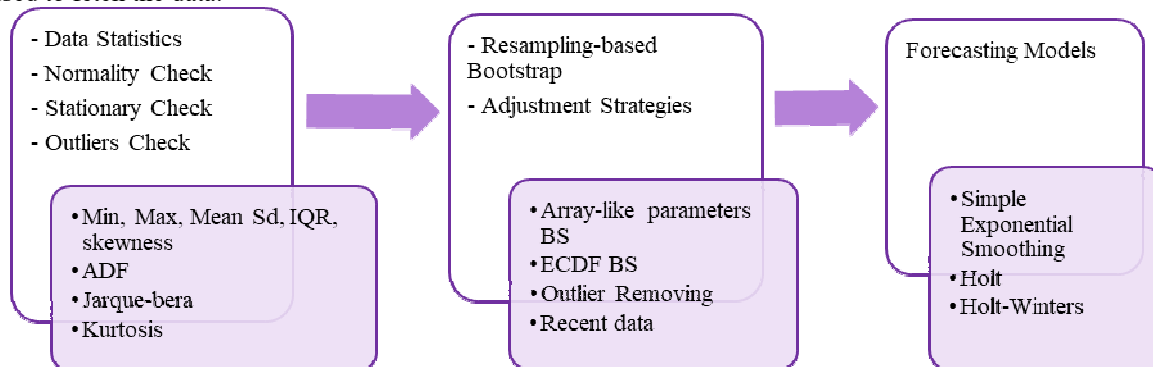 - Data Statistics
- Normality Check
- Stationary Check
- Outliers Check
•Min, Max, Mean Sd, IQR,
skewness
•ADF
•Jarque-bera
•Kurtosis
- Resampling-based
Bootstrap
- Adjustment Strategies
•Array-like parameters
BS
•ECDF BS
•Outlier Removing
•Recent data
Forecasting Models
•Simple
Exponential
Smoothing
•Holt
•Holt-Winters